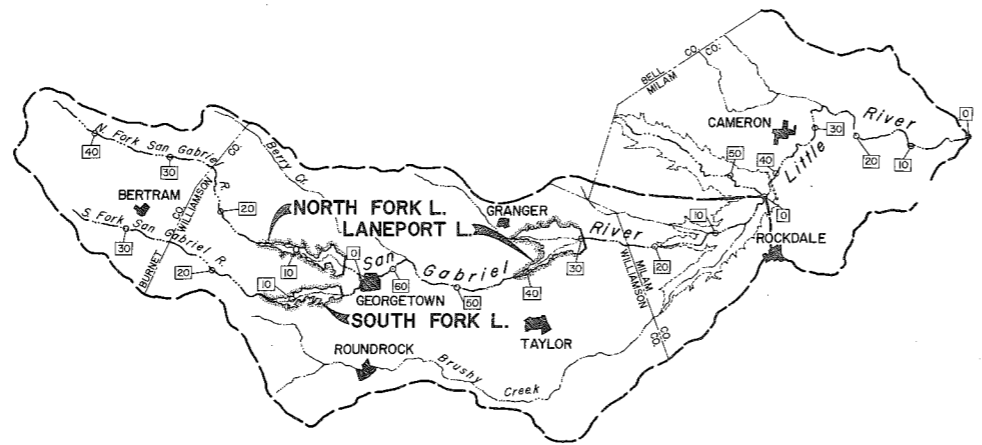 BELL CO.
MILAM CO.
CAMERON
Little River
0
10
20
30
40
50
N. Fork San Gabriel R.
40
30
20
10
BURNET CO.
WILLIAMSON CO.
Berry Cr.
BERTRAM
S. Fork San Gabriel R.
30
20
10
NORTH FORK L.
LANEPORT L.
GRANGER
San Gabriel River
0
60
50
40
30
20
10
0
ROCKDALE
GEORGETOWN
SOUTH FORK L.
TAYLOR
MILAM CO.
WILLIAMSON CO.
ROUNDROCK
Brushy Creek